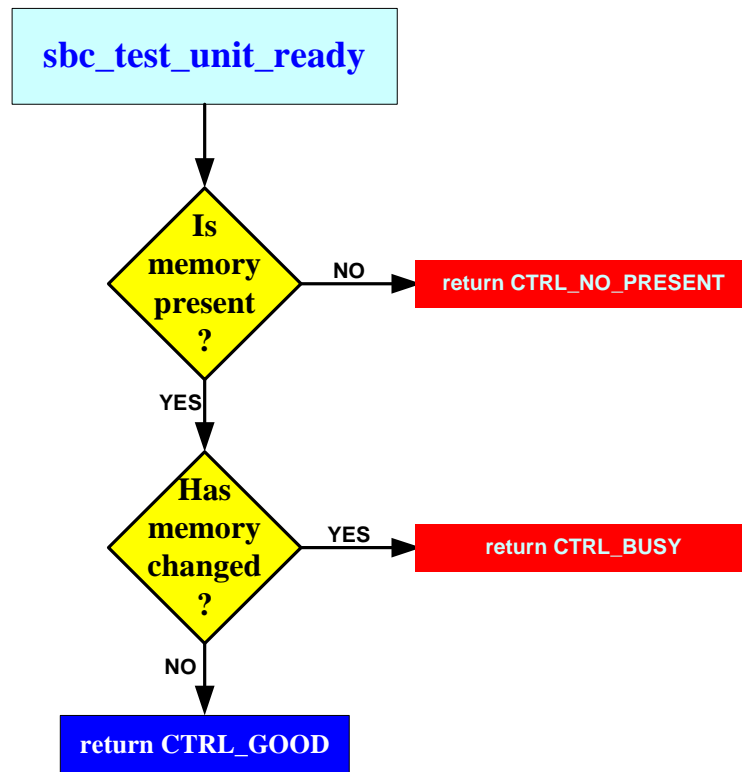 sbc_test_unit_ready
Is
memory
present
?
NO
return CTRL_NO_PRESENT
YES
Has
memory
changed
?
YES
return CTRL_BUSY
NO
return CTRL_GOOD